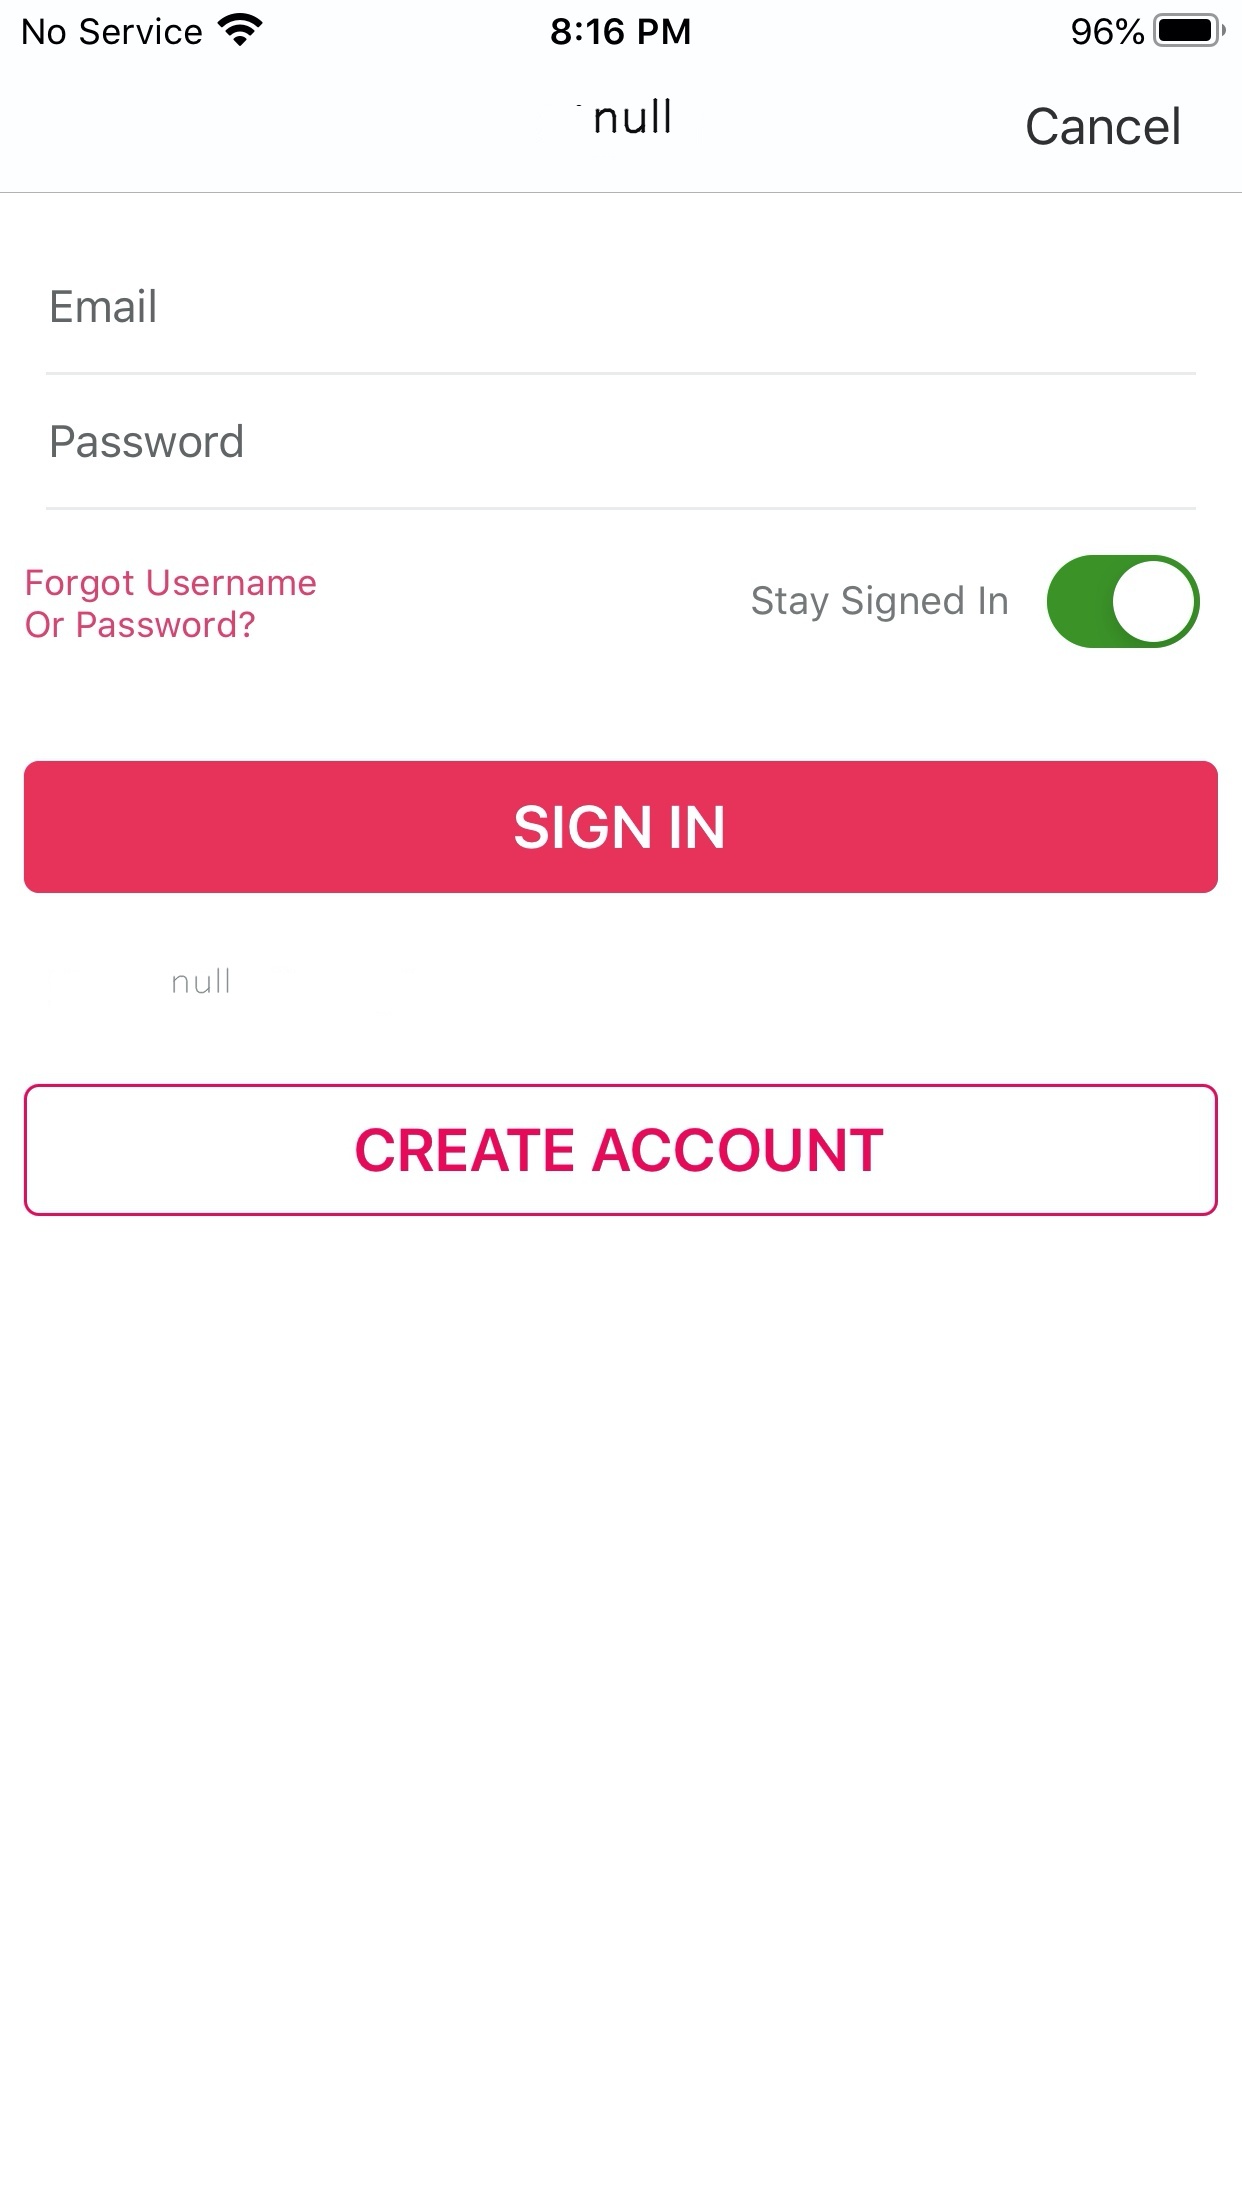 No Service 8:16 PM 96%
null Cancel
Email
Password
Forgot Username
Or Password?
Stay Signed In
SIGN IN
null
CREATE ACCOUNT